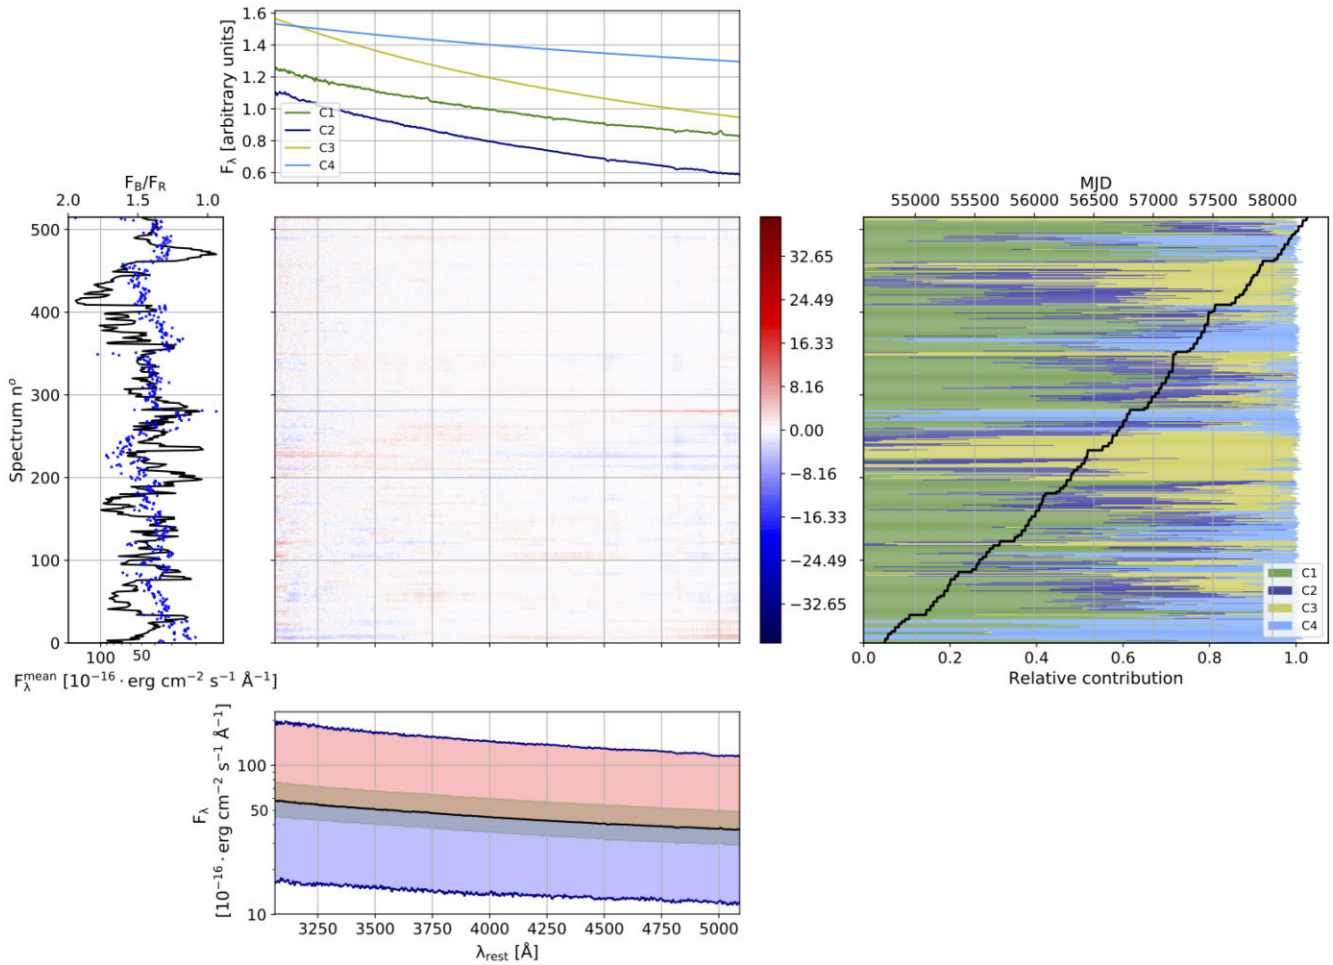 1.6
1.4
1.2
1.0
0.8
0.6
F_λ [arbitrary units]
C1
C2
C3
C4
F_B/F_R
2.0 1.5 1.0
500
400
300
200
100
0
Spectrum nº
100 50
F_λ^mean [10⁻¹⁶ · erg cm⁻² s⁻¹ Å⁻¹]
32.65
24.49
16.33
8.16
0.00
−8.16
−16.33
−24.49
−32.65
MJD
55000 55500 56000 56500 57000 57500 58000
C1
C2
C3
C4
0.0 0.2 0.4 0.6 0.8 1.0
Relative contribution
F_λ
[10⁻¹⁶ · erg cm⁻² s⁻¹ Å⁻¹]
100
50
10
3250 3500 3750 4000 4250 4500 4750 5000
λ_rest [Å]